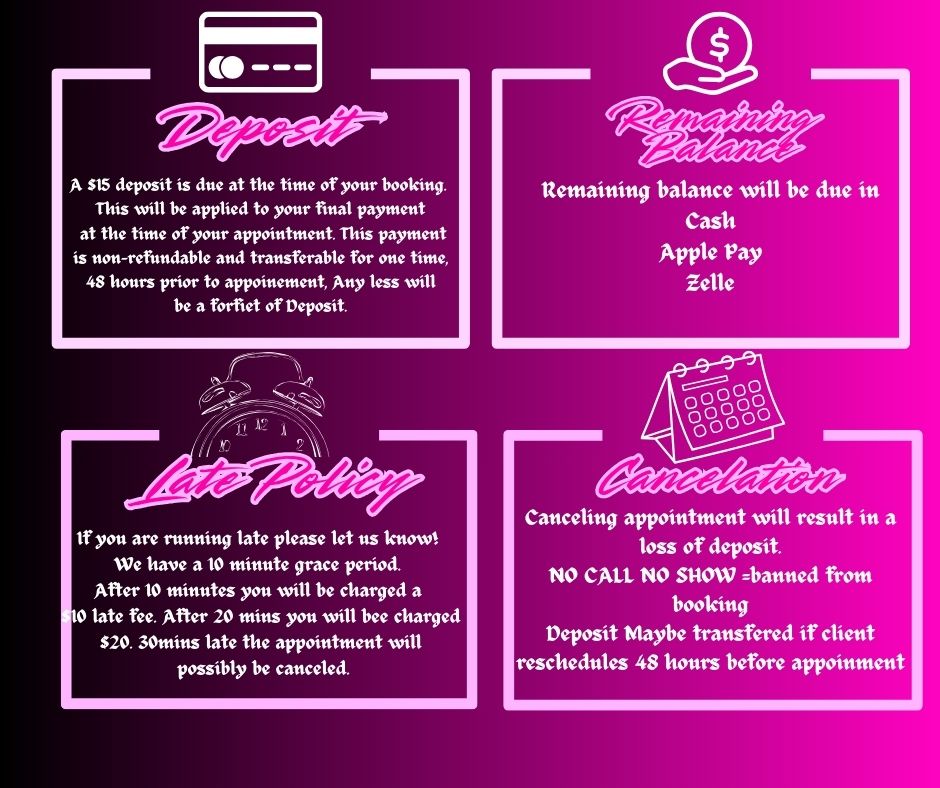 Deposit
A $15 deposit is due at the time of your booking.
This will be applied to your final payment
at the time of your appointment. This payment
is non-refundable and transferable for one time,
48 hours prior to appoinement, Any less will
be a forfiet of Deposit.
Remaining
Balance
Remaining balance will be due in
Cash
Apple Pay
Zelle
10 11 12 1 2
Late Policy
If you are running late please let us know!
We have a 10 minute grace period.
After 10 minutes you will be charged a
$10 late fee. After 20 mins you will bee charged
$20. 30mins late the appointment will
possibly be canceled.
Cancelation
Canceling appointment will result in a
loss of deposit.
NO CALL NO SHOW =banned from
booking
Deposit Maybe transfered if client
reschedules 48 hours before appoinment